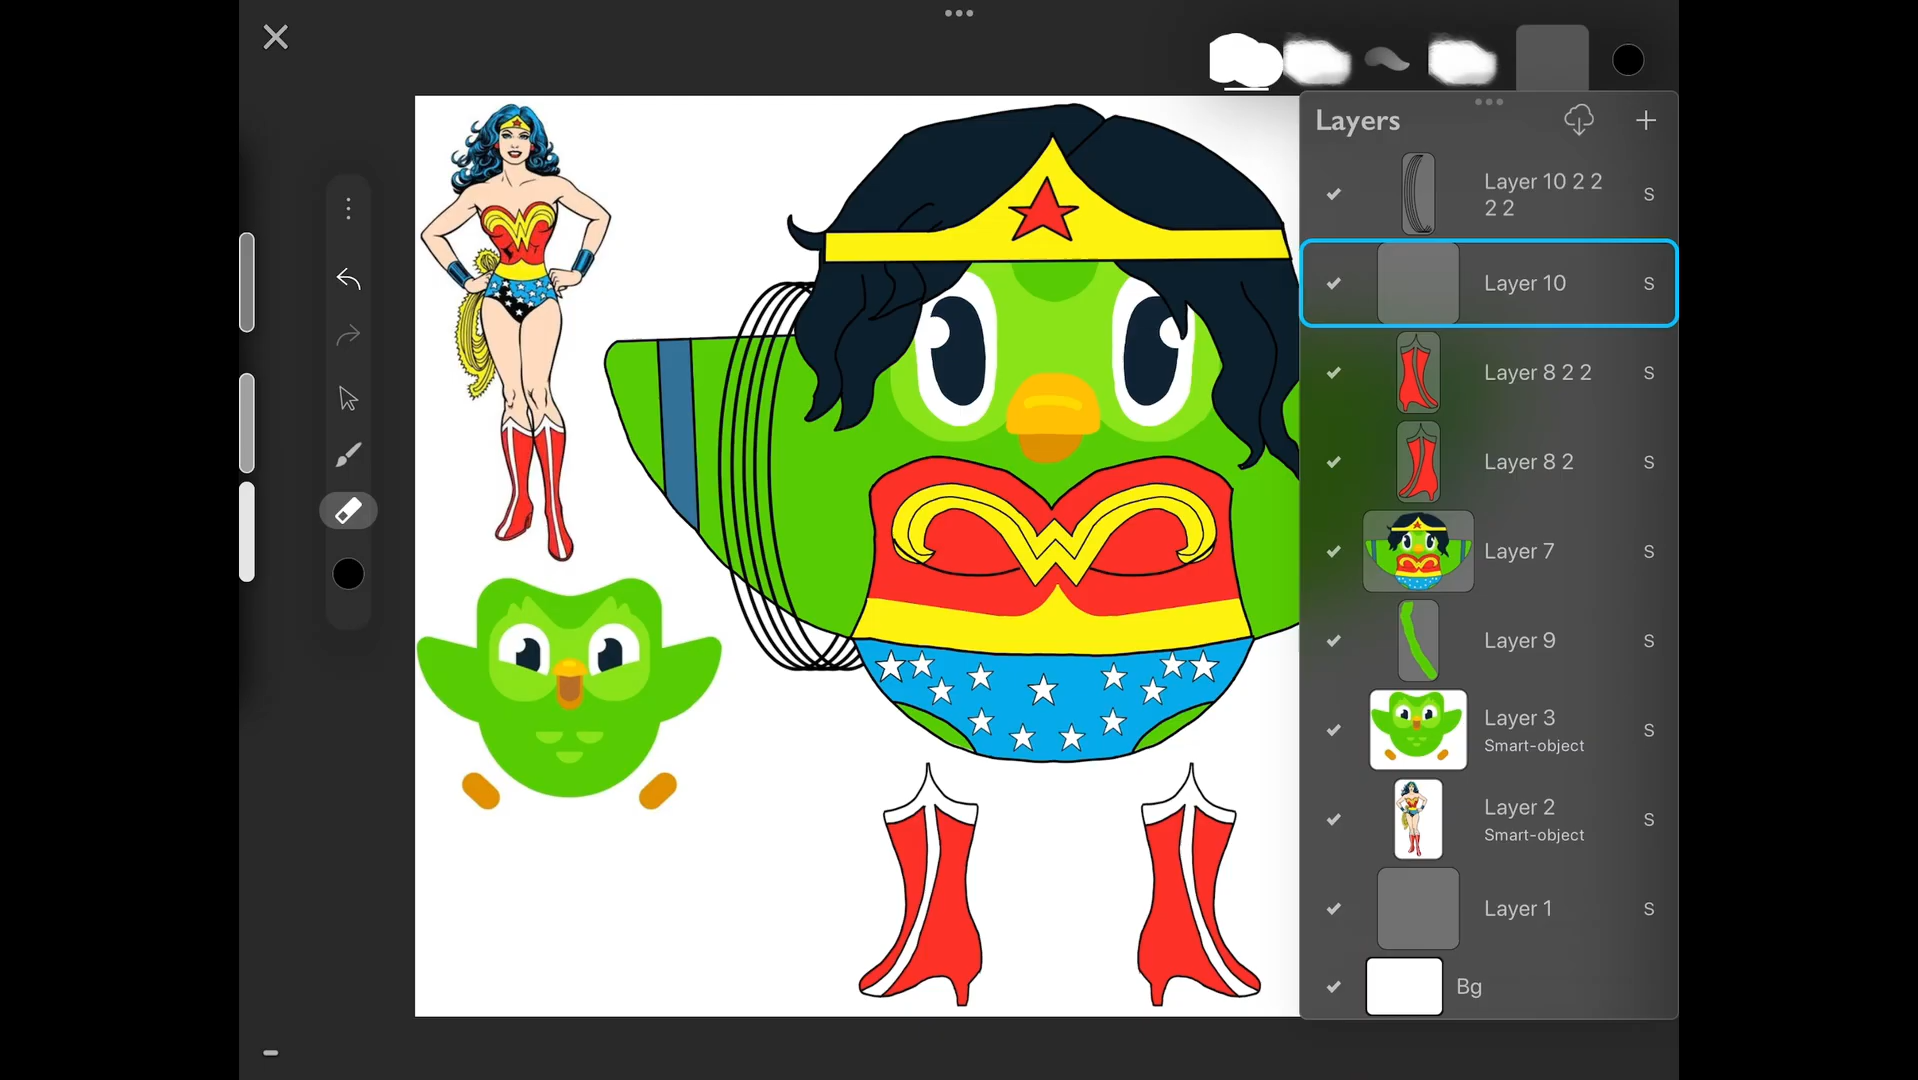 Layers
Layer 10 2 2
2 2
S
Layer 10
S
Layer 8 2 2
S
Layer 8 2
S
Layer 7
S
Layer 9
S
Layer 3
Smart-object
S
Layer 2
Smart-object
S
Layer 1
S
Bg